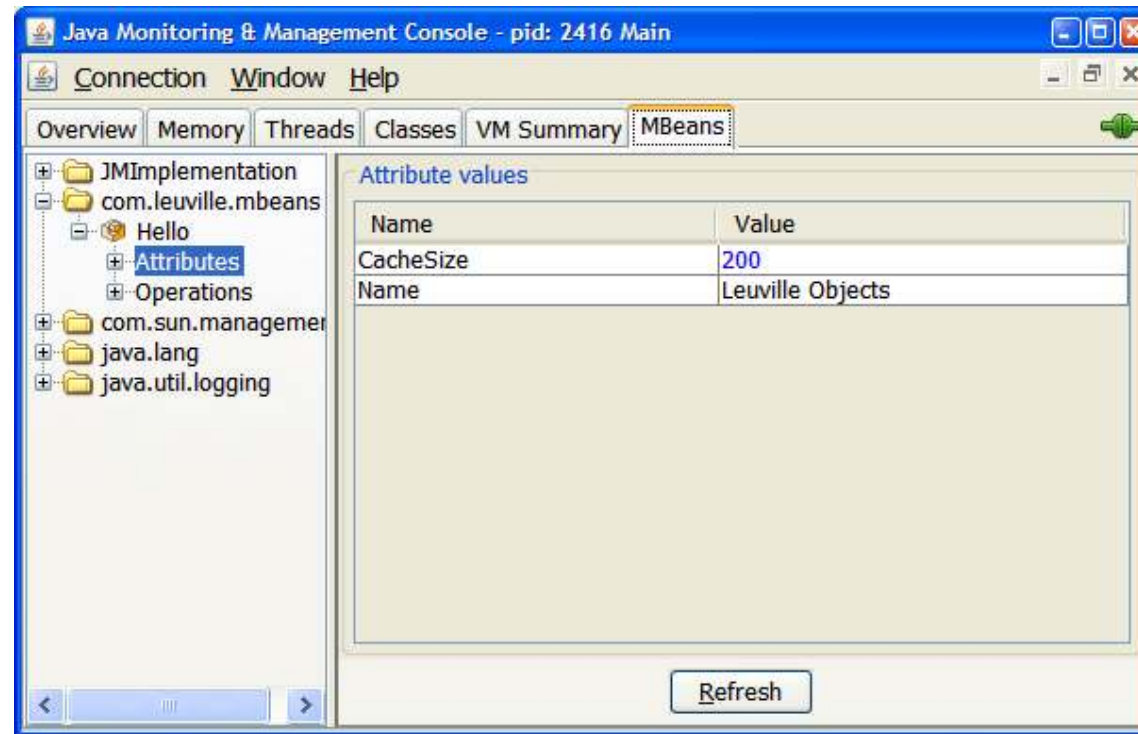 Java Monitoring & Management Console - pid: 2416 Main
Connection Window Help
Overview Memory Threads Classes VM Summary MBeans
JMImplementation
com.leuville.mbeans
Hello
Attributes
Operations
com.sun.managemer
java.lang
java.util.logging
Attribute values
Name Value
CacheSize 200
Name Leuville Objects
Refresh